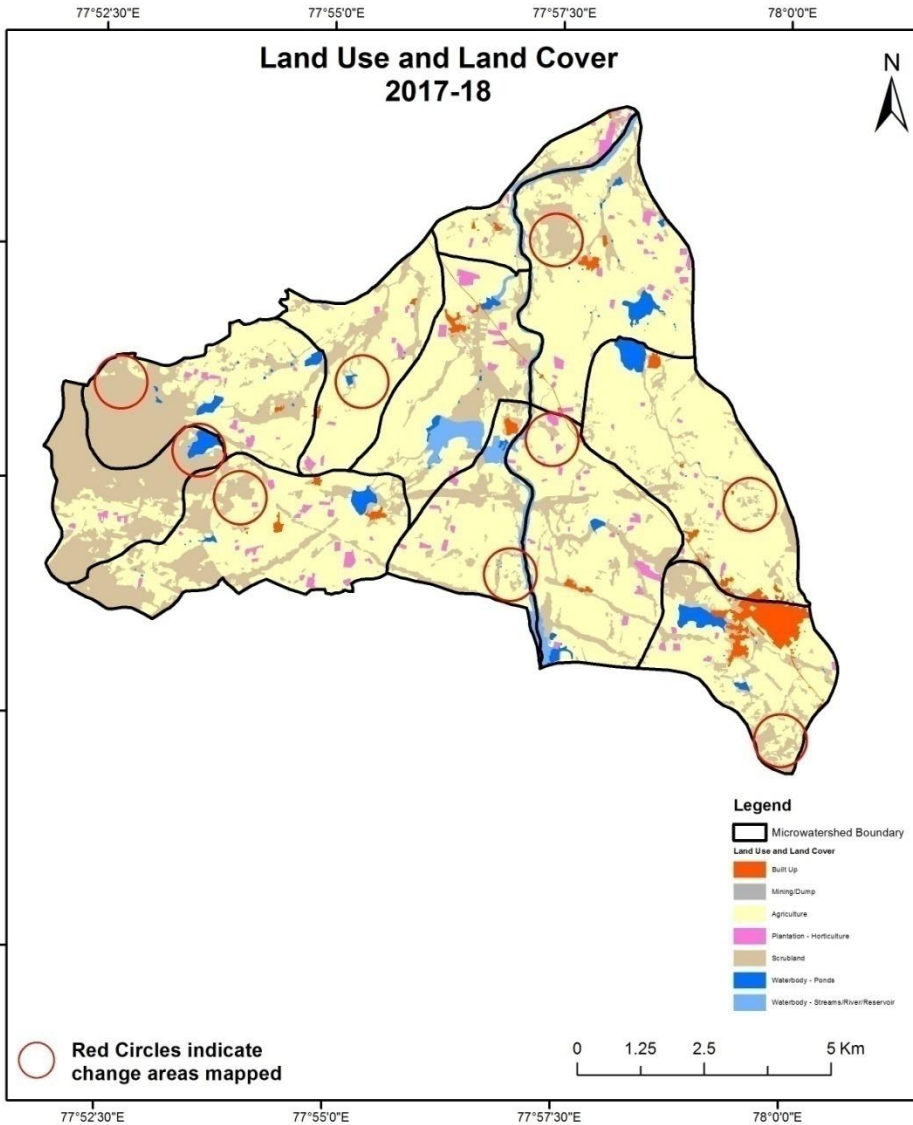 77°52'30"E 77°55'0"E 77°57'30"E 78°0'0"E
Land Use and Land Cover
2017-18
N
Legend
Microwatershed Boundary
Land Use and Land Cover
Built Up
Mining/Dump
Agriculture
Plantation - Horticulture
Scrubland
Waterbody - Ponds
Waterbody - Streams/River/Reservoir
Red Circles indicate
change areas mapped
0 1.25 2.5 5 Km
77°52'30"E 77°55'0"E 77°57'30"E 78°0'0"E